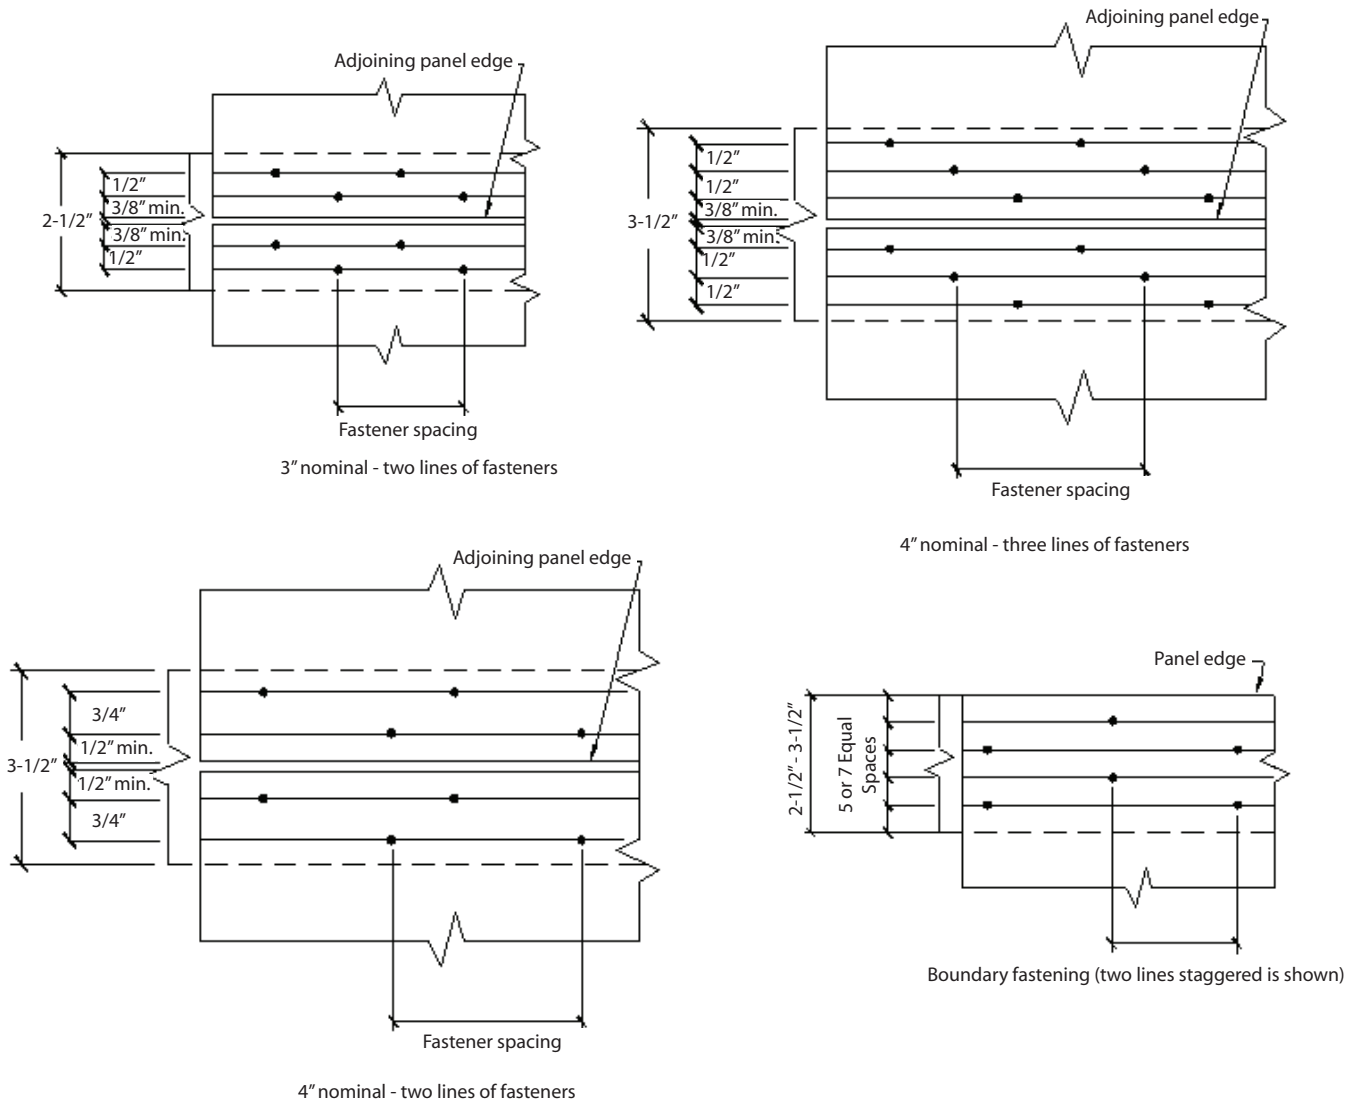 Adjoining panel edge
1/2”
3/8” min.
2-1/2”
3/8” min.
1/2”
Fastener spacing
3” nominal - two lines of fasteners
Adjoining panel edge
1/2”
1/2”
3/8” min.
3-1/2”
3/8” min.
1/2”
1/2”
Fastener spacing
4” nominal - three lines of fasteners
Adjoining panel edge
3/4”
1/2” min.
3-1/2”
1/2” min.
3/4”
Fastener spacing
4” nominal - two lines of fasteners
Panel edge
2-1/2” - 3-1/2”
5 or 7 Equal
Spaces
Boundary fastening (two lines staggered is shown)